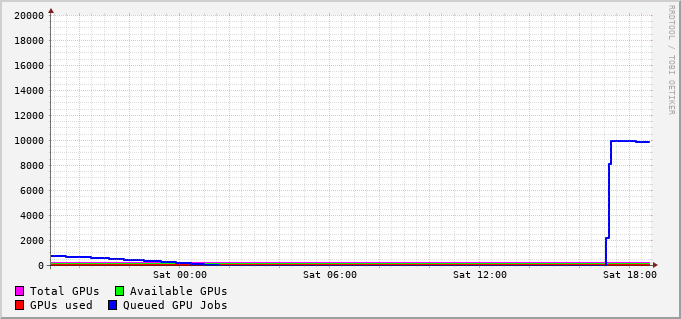 20000
18000
16000
14000
12000
10000
8000
6000
4000
2000
0
Sat 00:00 Sat 06:00 Sat 12:00 Sat 18:00
Total GPUs Available GPUs
GPUs used Queued GPU Jobs
RRDTOOL / TOBI OETIKER